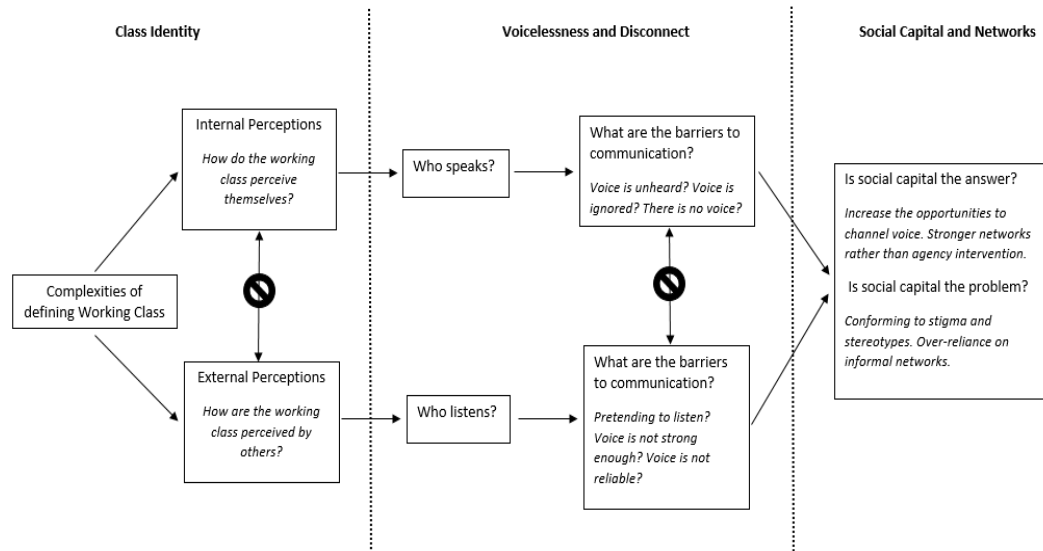 Class Identity
Voicelessness and Disconnect
Social Capital and Networks
Internal Perceptions
How do the working
class perceive
themselves?
Who speaks?
What are the barriers to
communication?
Voice is unheard? Voice is
ignored? There is no voice?
Complexities of
defining Working Class
Is social capital the answer?
Increase the opportunities to
channel voice. Stronger networks
rather than agency intervention.
Is social capital the problem?
Conforming to stigma and
stereotypes. Over-reliance on
informal networks.
External Perceptions
How are the working
class perceived by
others?
Who listens?
What are the barriers
to communication?
Pretending to listen?
Voice is not strong
enough? Voice is not
reliable?